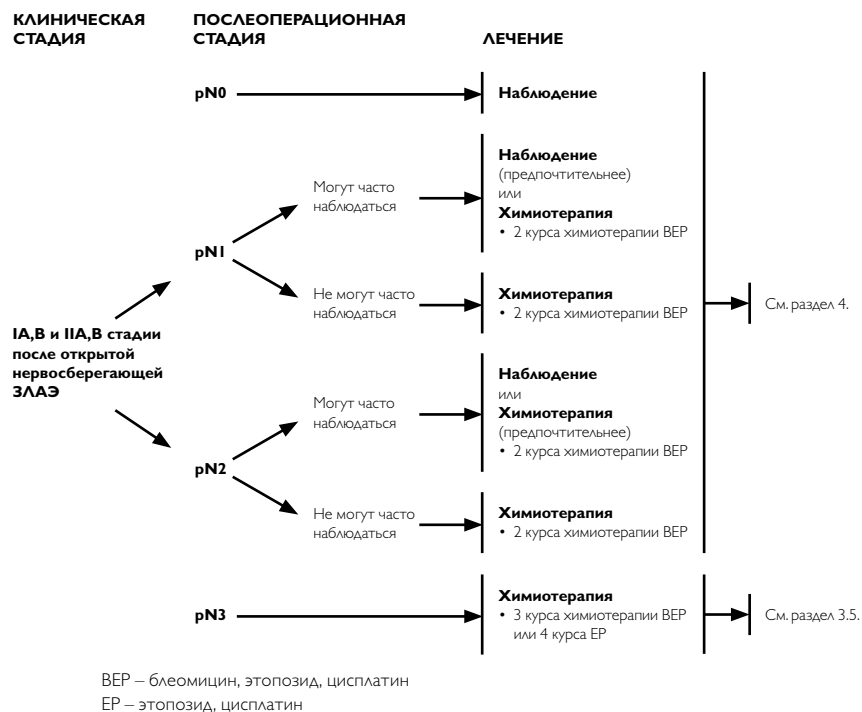 КЛИНИЧЕСКАЯ
СТАДИЯ
ПОСЛЕОПЕРАЦИОННАЯ
СТАДИЯ
ЛЕЧЕНИЕ
pN0
Наблюдение
Наблюдение
(предпочтительнее)
или
Химиотерапия
• 2 курса химиотерапии BEP
Могут часто
наблюдаться
pN1
Не могут часто
наблюдаться
Химиотерапия
• 2 курса химиотерапии BEP
См. раздел 4.
IA,B и IIA,B стадии
после открытой
нервосберегающей
ЗЛАЭ
Наблюдение
или
Химиотерапия
(предпочтительнее)
• 2 курса химиотерапии BEP
Могут часто
наблюдаться
pN2
Не могут часто
наблюдаться
Химиотерапия
• 2 курса химиотерапии BEP
pN3
Химиотерапия
• 3 курса химиотерапии BEP
или 4 курса EP
См. раздел 3.5.
BEP – блеомицин, этопозид, цисплатин
EP – этопозид, цисплатин